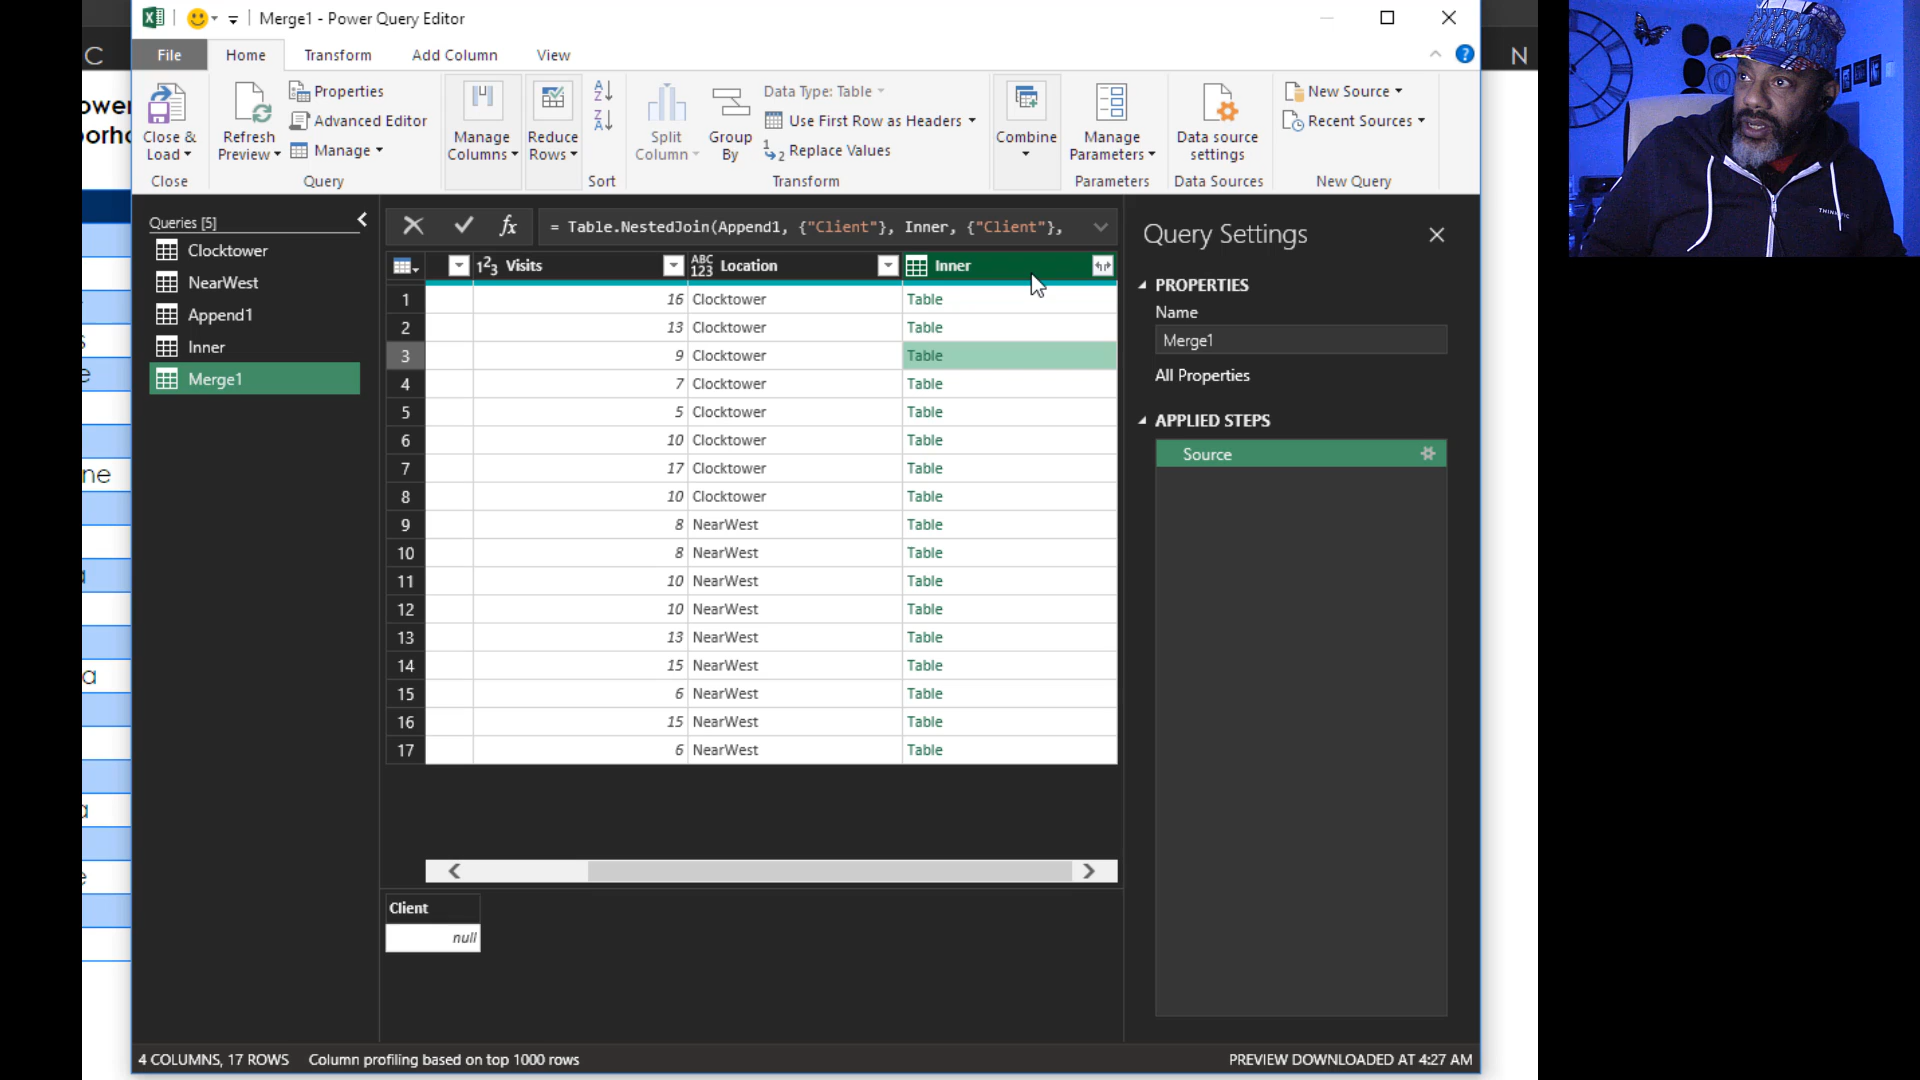 C
N
ower
orho
s
e
ne
a
a
e
Merge1 - Power Query Editor
File
Home
Transform
Add Column
View
Close & Load
Close
Refresh Preview
Properties
Advanced Editor
Manage
Query
Manage Columns
Reduce Rows
Sort
Split Column
Group By
Data Type: Table
Use First Row as Headers
Replace Values
Transform
Combine
Manage Parameters
Parameters
Data source settings
Data Sources
New Source
Recent Sources
New Query
Queries [5]
Clocktower
NearWest
Append1
Inner
Merge1
fx
= Table.NestedJoin(Append1, {"Client"}, Inner, {"Client"},
123 Visits
ABC 123 Location
Inner
1 16 Clocktower Table
2 13 Clocktower Table
3 9 Clocktower Table
4 7 Clocktower Table
5 5 Clocktower Table
6 10 Clocktower Table
7 17 Clocktower Table
8 10 Clocktower Table
9 8 NearWest Table
10 8 NearWest Table
11 10 NearWest Table
12 10 NearWest Table
13 13 NearWest Table
14 15 NearWest Table
15 6 NearWest Table
16 15 NearWest Table
17 6 NearWest Table
Client
null
Query Settings
PROPERTIES
Name
Merge1
All Properties
APPLIED STEPS
Source
4 COLUMNS, 17 ROWS
Column profiling based on top 1000 rows
PREVIEW DOWNLOADED AT 4:27 AM